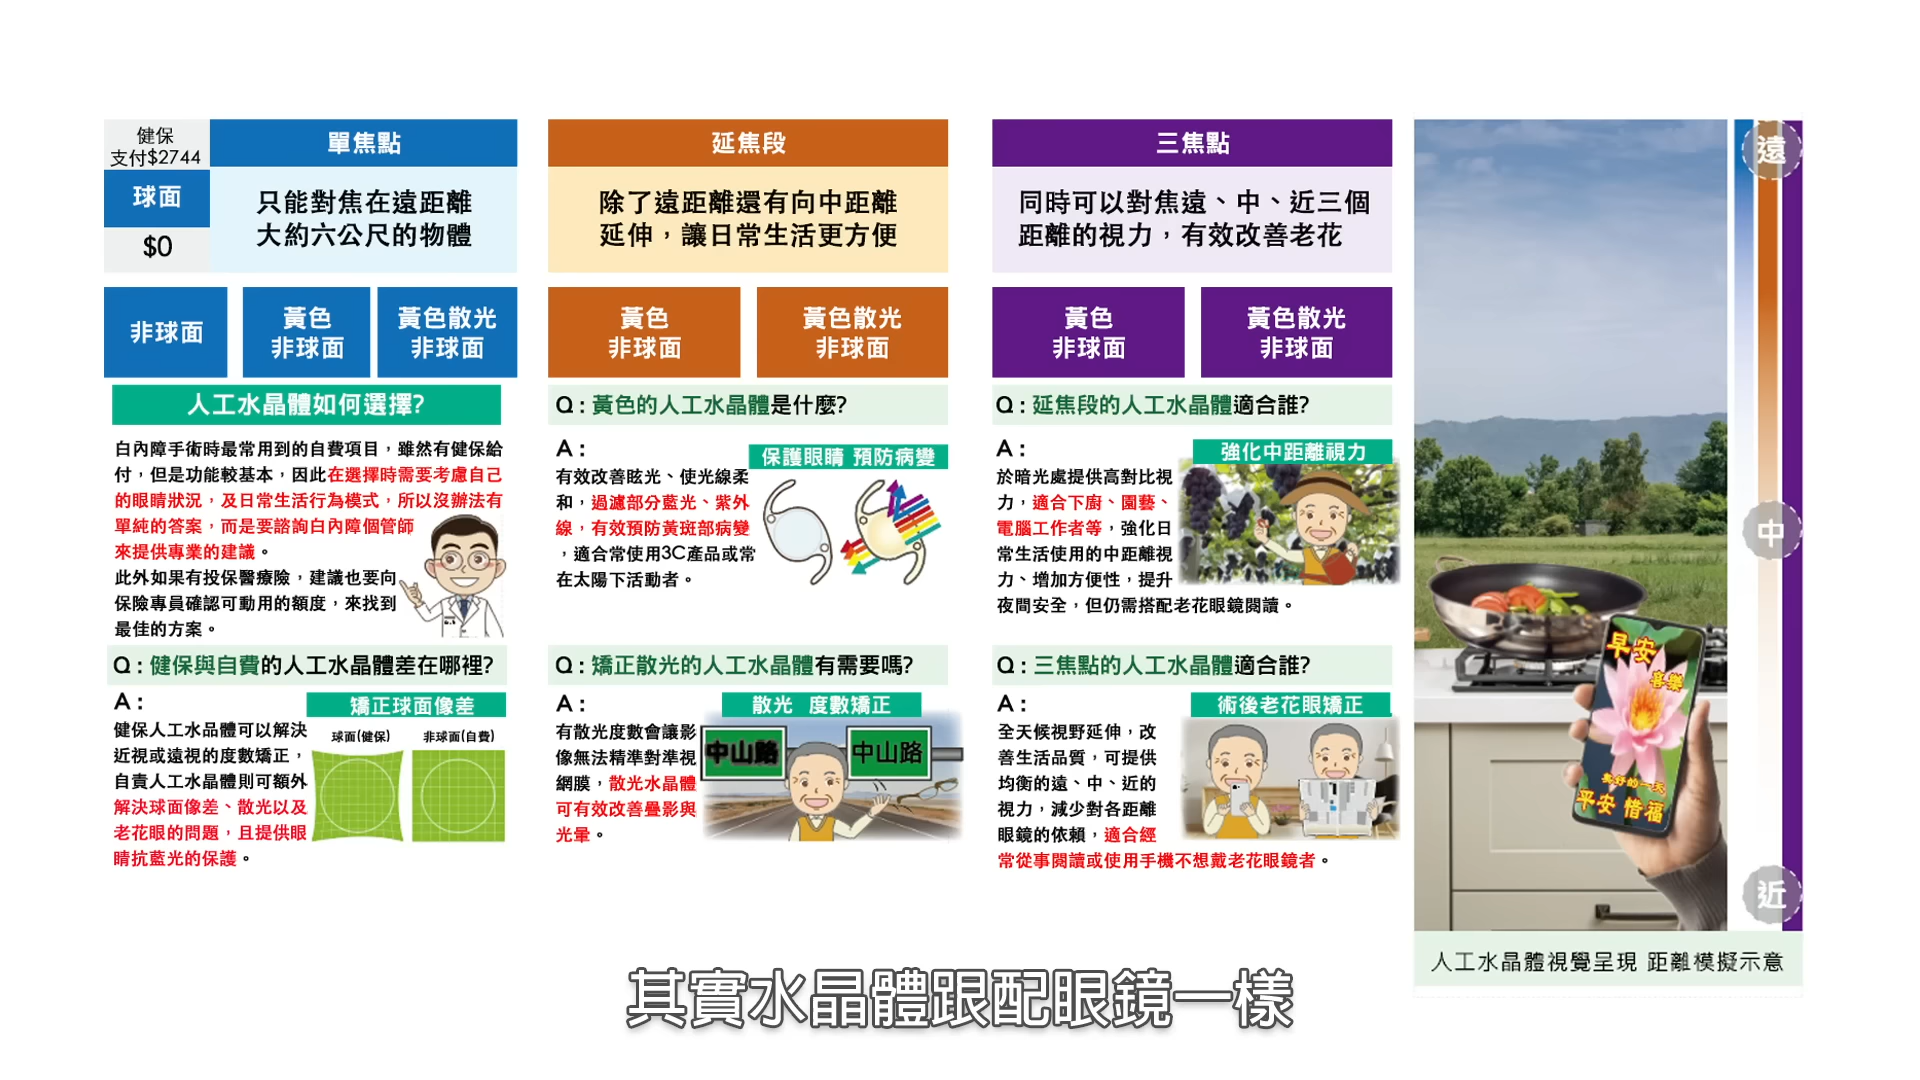 健保
支付$2744
球面
$0
單焦點
只能對焦在遠距離
大約六公尺的物體
非球面
黃色
非球面
黃色散光
非球面
延焦段
除了遠距離還有向中距離
延伸，讓日常生活更方便
黃色
非球面
黃色散光
非球面
三焦點
同時可以對焦遠、中、近三個
距離的視力，有效改善老花
黃色
非球面
黃色散光
非球面
人工水晶體如何選擇?
白內障手術時最常用到的自費項目，雖然有健保給
付，但是功能較基本，因此在選擇時需要考慮自己
的眼睛狀況，及日常生活行為模式，所以沒辦法有
單純的答案，而是要諮詢白內障個管師
來提供專業的建議。
此外如果有投保醫療險，建議也要向
保險專員確認可動用的額度，來找到
最佳的方案。
Q：健保與自費的人工水晶體差在哪裡?
A：
矯正球面像差
球面(健保)
非球面(自費)
健保人工水晶體可以解決
近視或遠視的度數矯正，
自責人工水晶體則可額外
解決球面像差、散光以及
老花眼的問題，且提供眼
睛抗藍光的保護。
Q：黃色的人工水晶體是什麼?
A：
保護眼睛 預防病變
有效改善眩光、使光線柔
和，過濾部分藍光、紫外
線，有效預防黃斑部病變
，適合常使用3C產品或常
在太陽下活動者。
Q：矯正散光的人工水晶體有需要嗎?
A：
散光 度數矯正
有散光度數會讓影
像無法精準對準視
網膜，散光水晶體
可有效改善疊影與
光暈。
中山路
中山路
Q：延焦段的人工水晶體適合誰?
A：
強化中距離視力
於暗光處提供高對比視
力，適合下廚、園藝、
電腦工作者等，強化日
常生活使用的中距離視
力、增加方便性，提升
夜間安全，但仍需搭配老花眼鏡閱讀。
Q：三焦點的人工水晶體適合誰?
A：
術後老花眼矯正
全天候視野延伸，改
善生活品質，可提供
均衡的遠、中、近的
視力，減少對各距離
眼鏡的依賴，適合經
常從事閱讀或使用手機不想戴老花眼鏡者。
遠
中
近
早安
喜樂
美好的一天
平安 惜福
人工水晶體視覺呈現 距離模擬示意
其實水晶體跟配眼鏡一樣